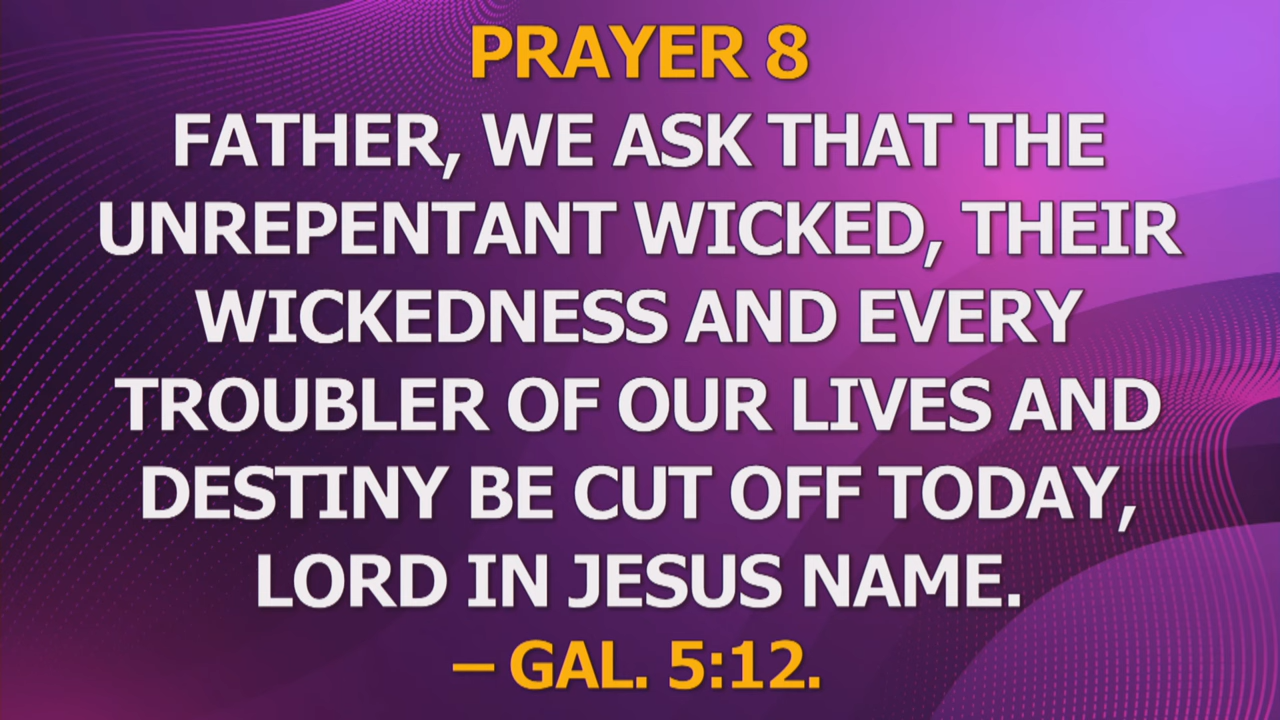 PRAYER 8
FATHER, WE ASK THAT THE
UNREPENTANT WICKED, THEIR
WICKEDNESS AND EVERY
TROUBLER OF OUR LIVES AND
DESTINY BE CUT OFF TODAY,
LORD IN JESUS NAME.
– GAL. 5:12.